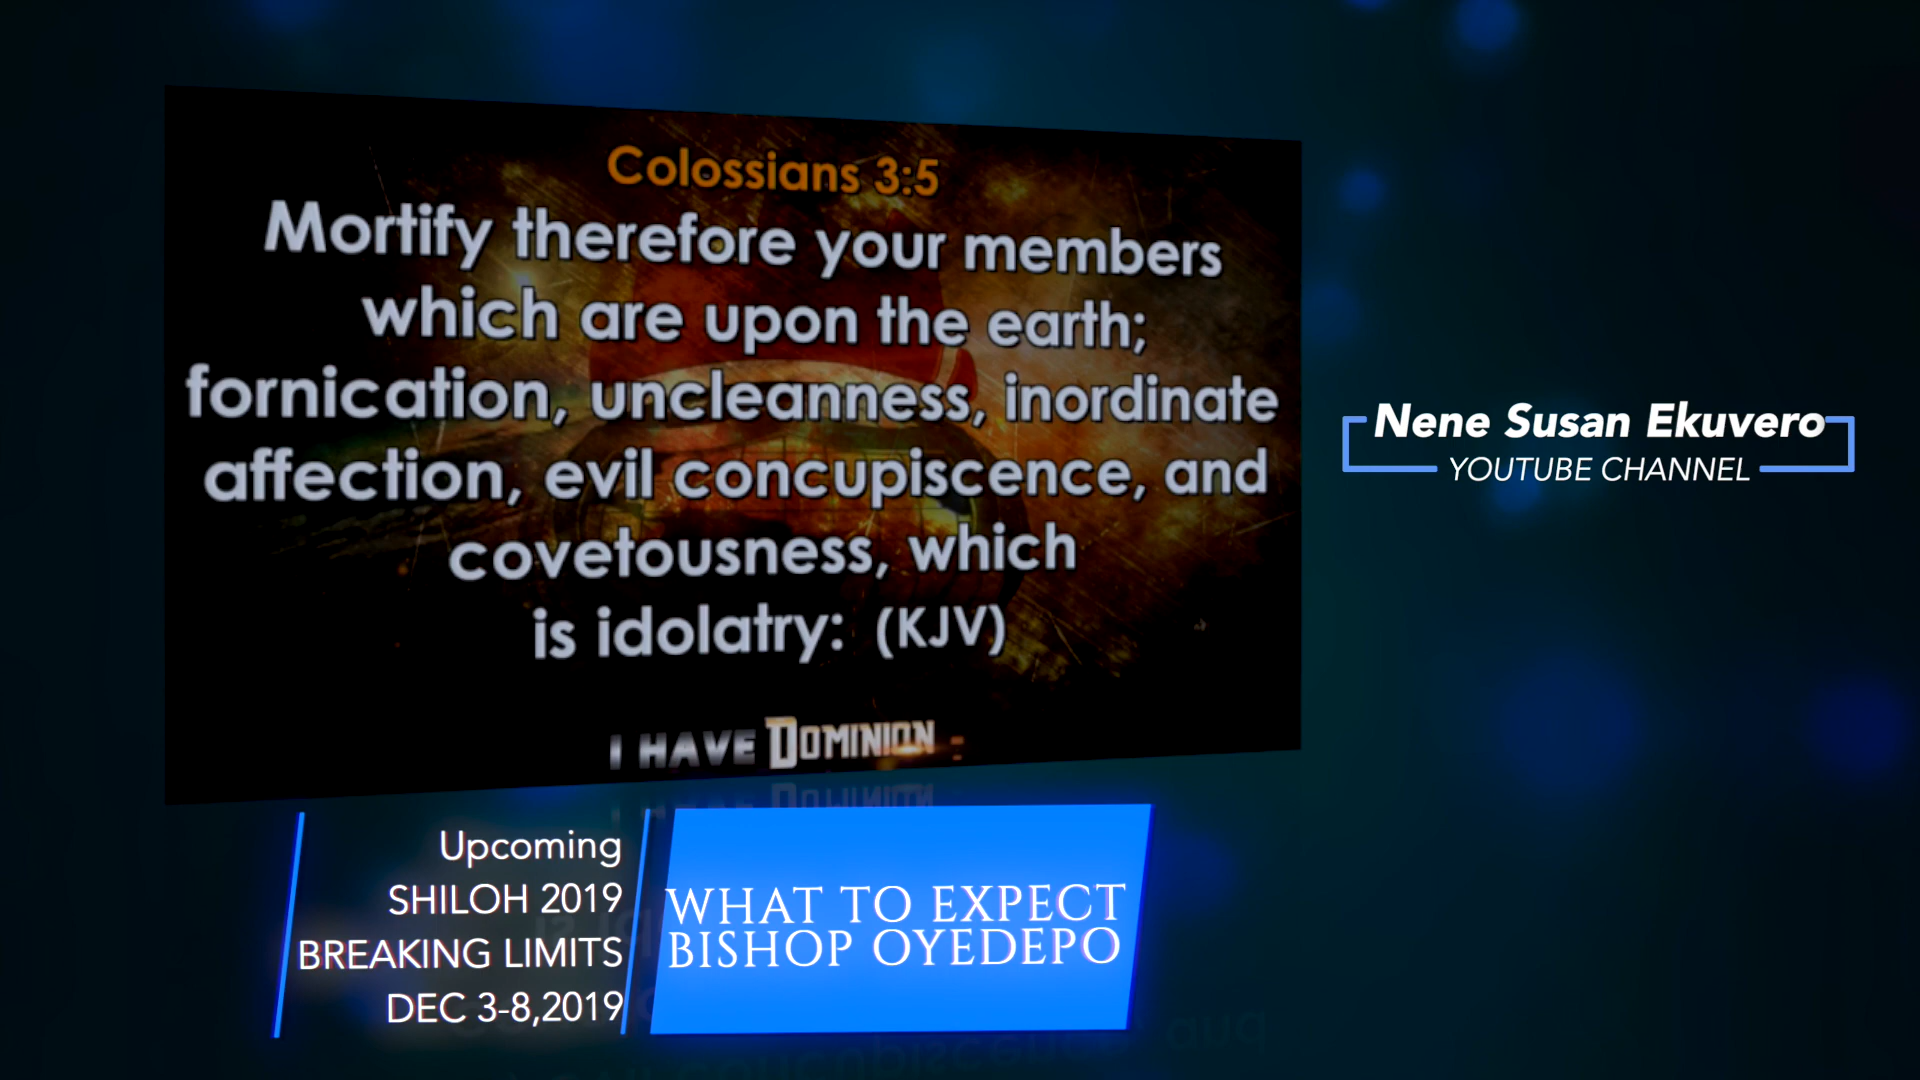 Colossians 3:5
Mortify therefore your members
which are upon the earth;
fornication, uncleanness, inordinate
affection, evil concupiscence, and
covetousness, which
is idolatry: (KJV)
I HAVE DOMINION
Nene Susan Ekuvero
YOUTUBE CHANNEL
Upcoming
SHILOH 2019
BREAKING LIMITS
DEC 3-8,2019
WHAT TO EXPECT
BISHOP OYEDEPO